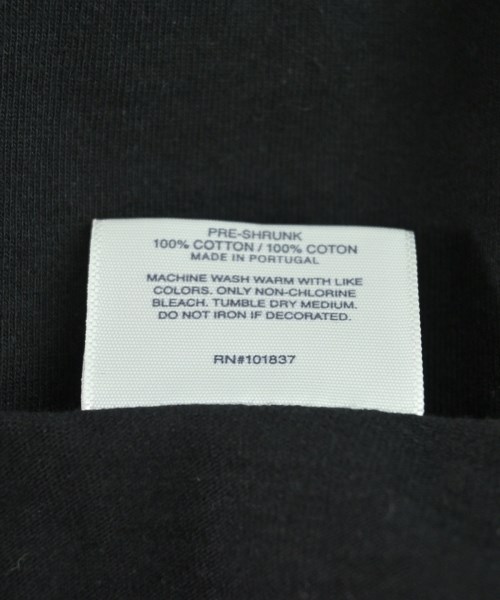 PRE-SHRUNK
100% COTTON / 100% COTON
MADE IN PORTUGAL
MACHINE WASH WARM WITH LIKE
COLORS. ONLY NON-CHLORINE
BLEACH. TUMBLE DRY MEDIUM.
DO NOT IRON IF DECORATED.
RN#101837